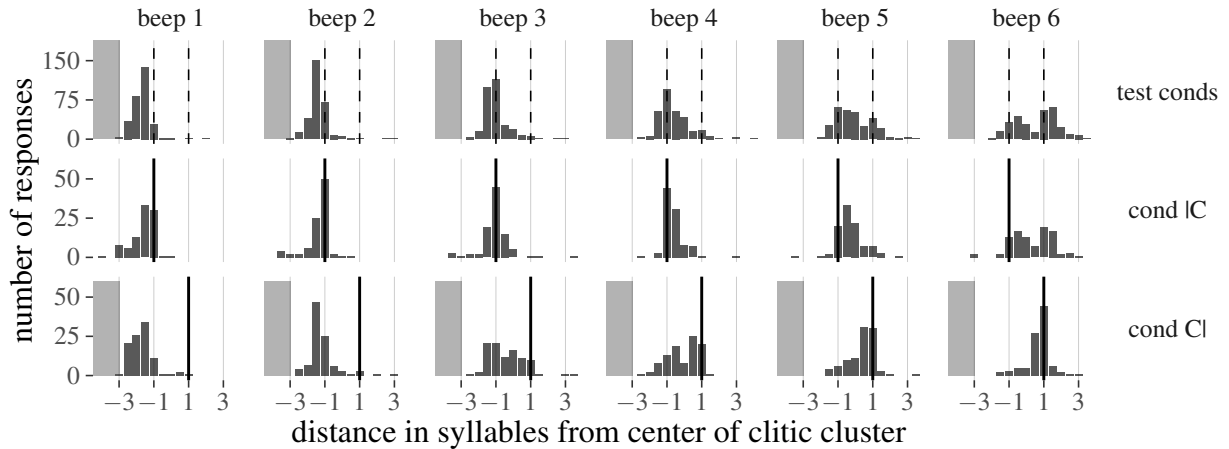 beep 1 beep 2 beep 3 beep 4 beep 5 beep 6
number of responses
150
75
0
test conds
50
25
0
cond |C
50
25
0
cond C|
−3 −1 1 3 −3 −1 1 3 −3 −1 1 3 −3 −1 1 3 −3 −1 1 3 −3 −1 1 3
distance in syllables from center of clitic cluster